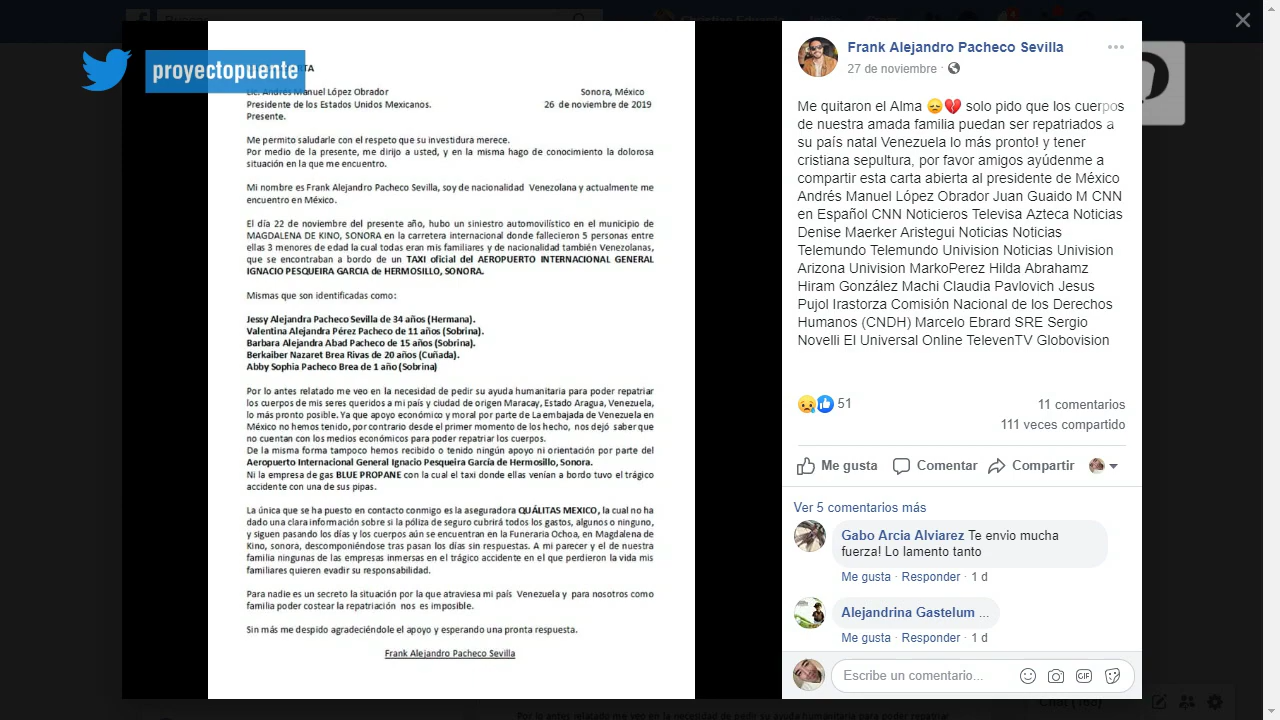 proyectopuente
TA
Lic. Andrés Manuel López Obrador
Sonora, México
Presidente de los Estados Unidos Mexicanos.
26 de noviembre de 2019
Presente.
Me permito saludarle con el respeto que su investidura merece.
Por medio de la presente, me dirijo a usted, y en la misma hago de conocimiento la dolorosa
situación en la que me encuentro.
Mi nombre es Frank Alejandro Pacheco Sevilla, soy de nacionalidad Venezolana y actualmente me
encuentro en México.
El día 22 de noviembre del presente año, hubo un siniestro automovilístico en el municipio de
MAGDALENA DE KINO, SONORA en la carretera internacional donde fallecieron 5 personas entre
ellas 3 menores de edad la cual todas eran mis familiares y de nacionalidad también Venezolanas,
que se encontraban a bordo de un TAXI oficial del AEROPUERTO INTERNACIONAL GENERAL
IGNACIO PESQUEIRA GARCIA de HERMOSILLO, SONORA.
Mismas que son identificadas como:
Jessy Alejandra Pacheco Sevilla de 34 años (Hermana).
Valentina Alejandra Pérez Pacheco de 11 años (Sobrina).
Barbara Alejandra Abad Pacheco de 15 años (Sobrina).
Berkaiber Nazaret Brea Rivas de 20 años (Cuñada).
Abby Sophia Pacheco Brea de 1 año (Sobrina)
Por lo antes relatado me veo en la necesidad de pedir su ayuda humanitaria para poder repatriar
los cuerpos de mis seres queridos a mi país y ciudad de origen Maracay, Estado Aragua, Venezuela,
lo más pronto posible. Ya que apoyo económico y moral por parte de La embajada de Venezuela en
México no hemos tenido, por contrario desde el primer momento de los hecho, nos dejó saber que
no cuentan con los medios económicos para poder repatriar los cuerpos.
De la misma forma tampoco hemos recibido o tenido ningún apoyo ni orientación por parte del
Aeropuerto Internacional General Ignacio Pesqueira García de Hermosillo, Sonora.
Ni la empresa de gas BLUE PROPANE con la cual el taxi donde ellas venían a bordo tuvo el trágico
accidente con una de sus pipas.
La única que se ha puesto en contacto conmigo es la aseguradora QUÁLITAS MEXICO, la cual no ha
dado una clara información sobre si la póliza de seguro cubrirá todos los gastos, algunos o ninguno,
y siguen pasando los días y los cuerpos aún se encuentran en la Funeraria Ochoa, en Magdalena de
Kino, sonora, descomponiéndose tras pasan los días sin respuestas. A mi parecer y el de nuestra
familia ningunas de las empresas inmersas en el trágico accidente en el que perdieron la vida mis
familiares quieren evadir su responsabilidad.
Para nadie es un secreto la situación por la que atraviesa mi país Venezuela y para nosotros como
familia poder costear la repatriación nos es imposible.
Sin más me despido agradeciéndole el apoyo y esperando una pronta respuesta.
Frank Alejandro Pacheco Sevilla
Frank Alejandro Pacheco Sevilla
27 de noviembre ·
Me quitaron el Alma 😞💔 solo pido que los cuerpos
de nuestra amada familia puedan ser repatriados a
su país natal Venezuela lo más pronto! y tener
cristiana sepultura, por favor amigos ayúdenme a
compartir esta carta abierta al presidente de México
Andrés Manuel López Obrador Juan Guaido M CNN
en Español CNN Noticieros Televisa Azteca Noticias
Denise Maerker Aristegui Noticias Noticias
Telemundo Telemundo Univision Noticias Univision
Arizona Univision MarkoPerez Hilda Abrahamz
Hiram González Machi Claudia Pavlovich Jesus
Pujol Irastorza Comisión Nacional de los Derechos
Humanos (CNDH) Marcelo Ebrard SRE Sergio
Novelli El Universal Online TelevenTV Globovision
51
11 comentarios
111 veces compartido
Me gusta
Comentar
Compartir
Ver 5 comentarios más
Gabo Arcia Alviarez Te envio mucha
fuerza! Lo lamento tanto
Me gusta · Responder · 1 d
Alejandrina Gastelum ...
Me gusta · Responder · 1 d
Escribe un comentario...
GIF
Chat (168)
Por lo antes relatado me veo en la necesidad de pedir su ayuda humanitaria para poder repatriar